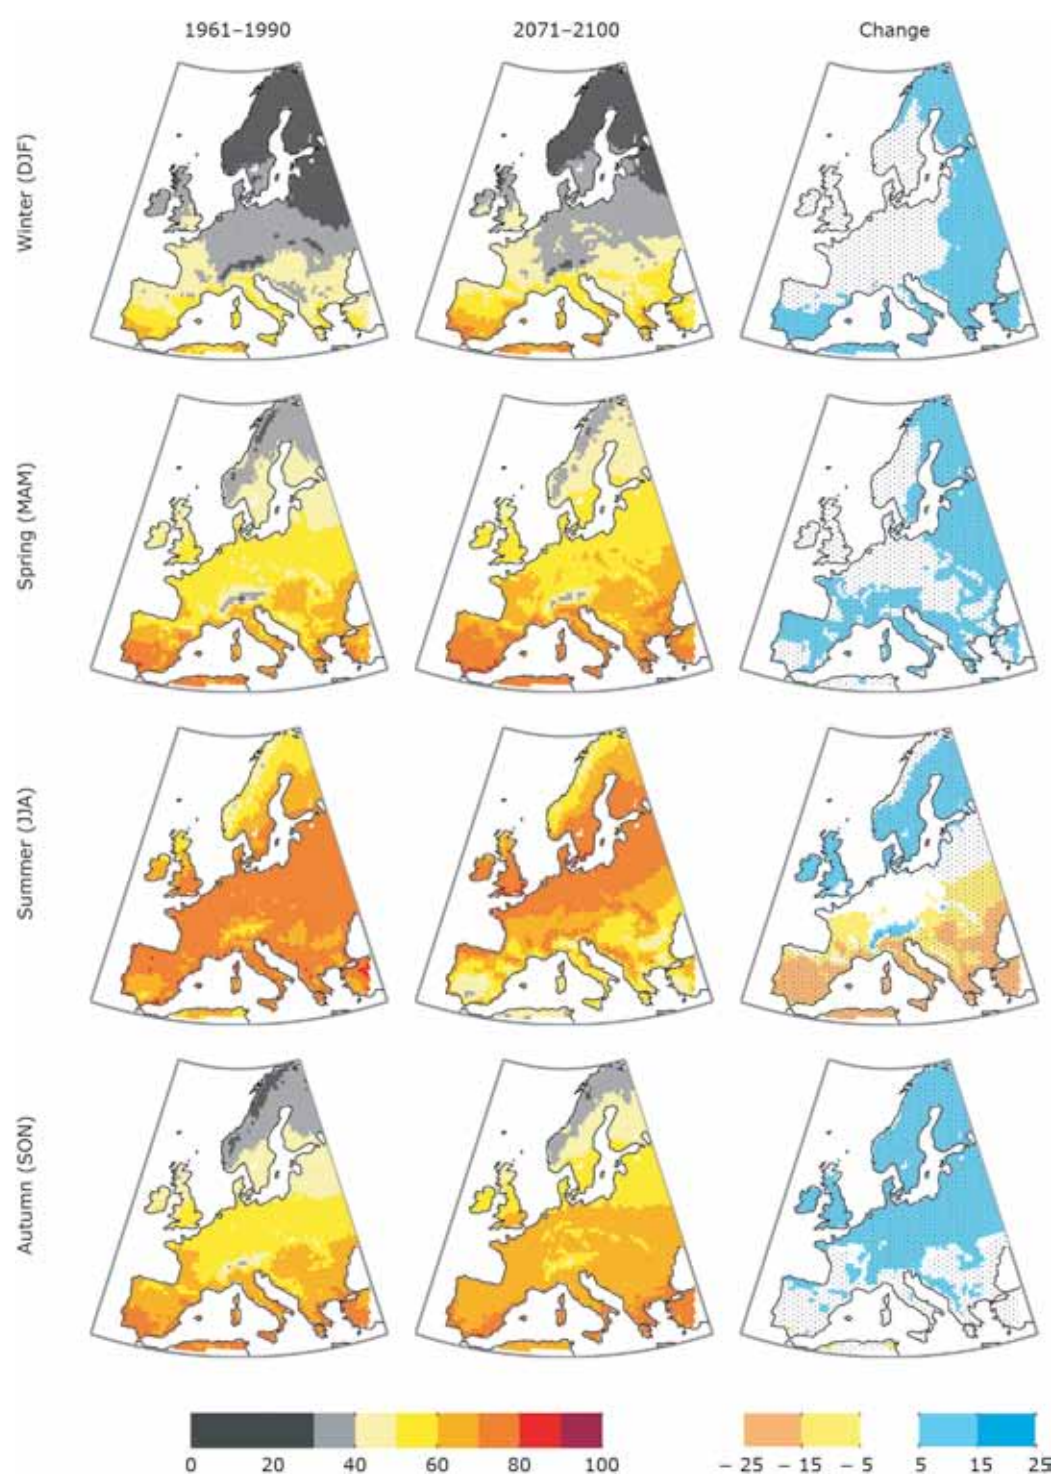 1961–1990 2071–2100 Change
Winter (DJF)
Spring (MAM)
Summer (JJA)
Autumn (SON)
0 20 40 60 80 100 – 25 – 15 – 5 5 15 25